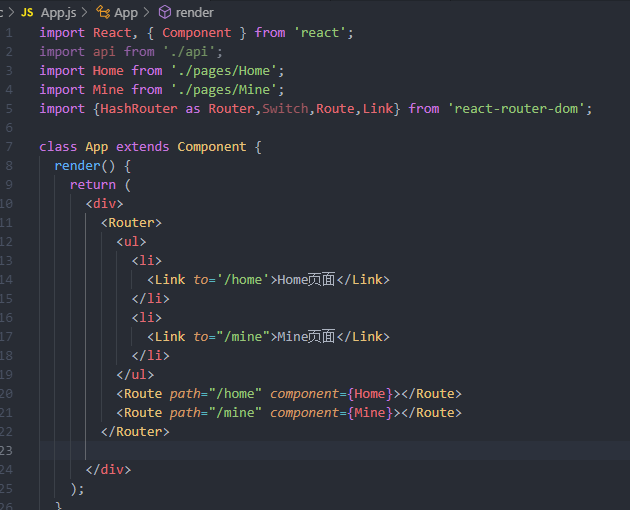 c > JS App.js > App > render
1 import React, { Component } from 'react';
2 import api from './api';
3 import Home from './pages/Home';
4 import Mine from './pages/Mine';
5 import {HashRouter as Router,Switch,Route,Link} from 'react-router-dom';
6
7 class App extends Component {
8   render() {
9     return (
10       <div>
11         <Router>
12           <ul>
13             <li>
14               <Link to='/home'>Home页面</Link>
15             </li>
16             <li>
17               <Link to="/mine">Mine页面</Link>
18             </li>
19           </ul>
20           <Route path="/home" component={Home}></Route>
21           <Route path="/mine" component={Mine}></Route>
22         </Router>
23
24       </div>
25     );
26   }